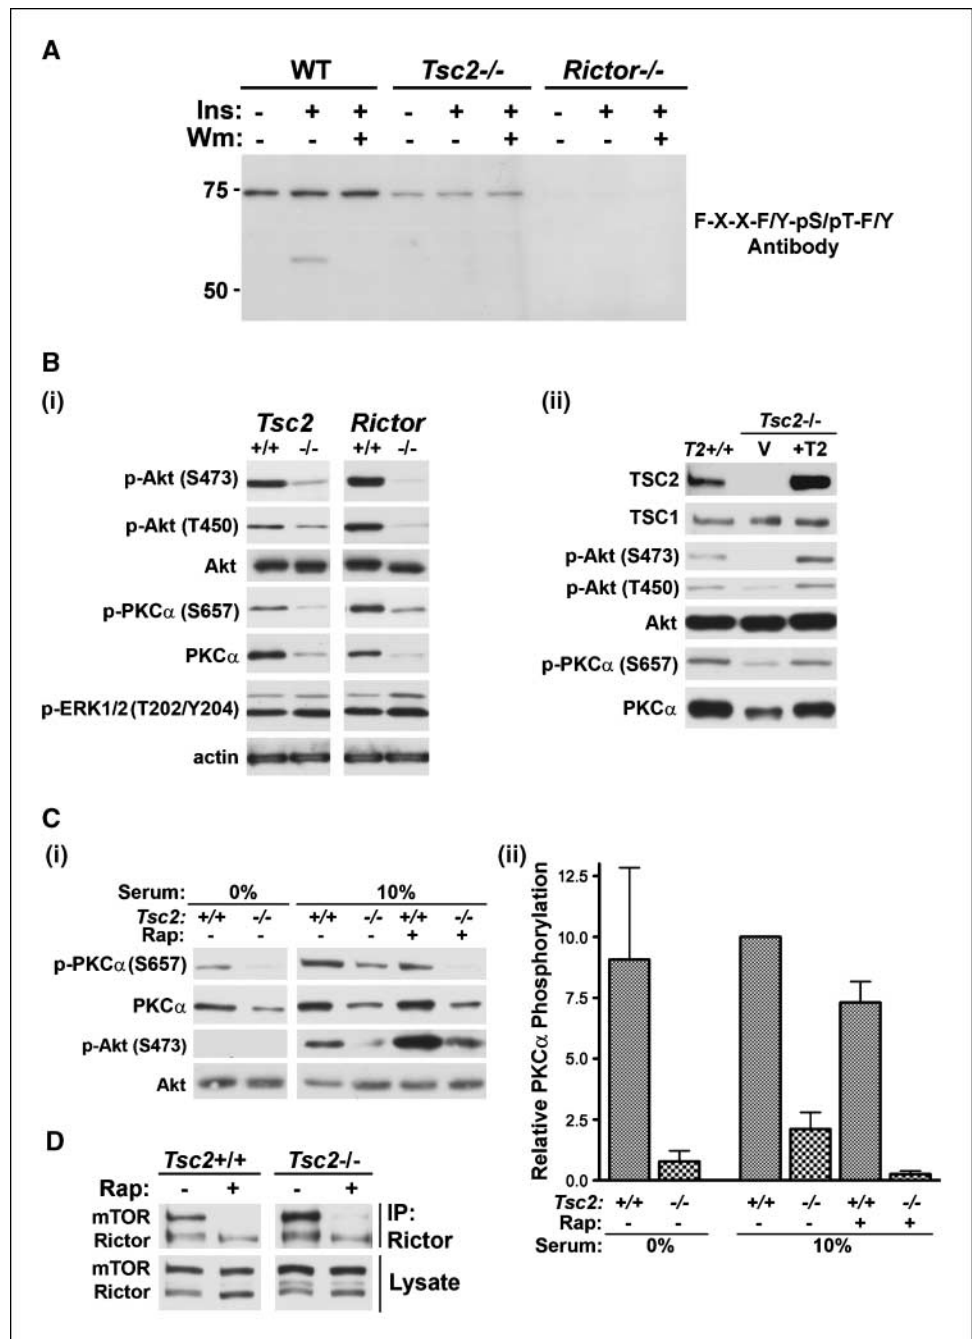 A
WT Tsc2-/- Rictor-/-
Ins: - + + - + + - + +
Wm: - - + - - + - - +
75 -
F-X-X-F/Y-pS/pT-F/Y
Antibody
50 -
B
(i)
Tsc2 Rictor
+/+ -/- +/+ -/-
p-Akt (S473)
p-Akt (T450)
Akt
p-PKCα (S657)
PKCα
p-ERK1/2 (T202/Y204)
actin
(ii)
Tsc2-/-
T2+/+ V +T2
TSC2
TSC1
p-Akt (S473)
p-Akt (T450)
Akt
p-PKCα (S657)
PKCα
C
(i)
Serum: 0% 10%
Tsc2: +/+ -/- +/+ -/- +/+ -/-
Rap: - - - - + +
p-PKCα (S657)
PKCα
p-Akt (S473)
Akt
(ii)
Relative PKCα Phosphorylation
12.5
10.0
7.5
5.0
2.5
0.0
Tsc2: +/+ -/- +/+ -/- +/+ -/-
Rap: - - - - + +
Serum: 0% 10%
D
Tsc2+/+ Tsc2-/-
Rap: - + - +
mTOR IP:
Rictor Rictor
mTOR Lysate
Rictor